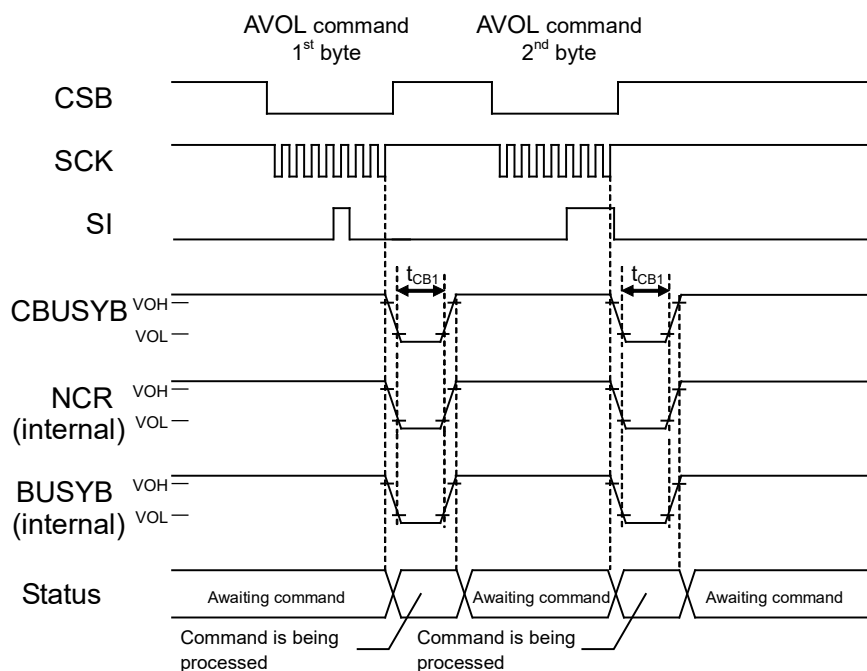 AVOL command
1st byte
AVOL command
2nd byte
CSB
SCK
SI
tCB1
tCB1
CBUSYB
VOH
VOL
NCR
(internal)
VOH
VOL
BUSYB
(internal)
VOH
VOL
Status
Awaiting command
Awaiting command
Awaiting command
Command is being
processed
Command is being
processed